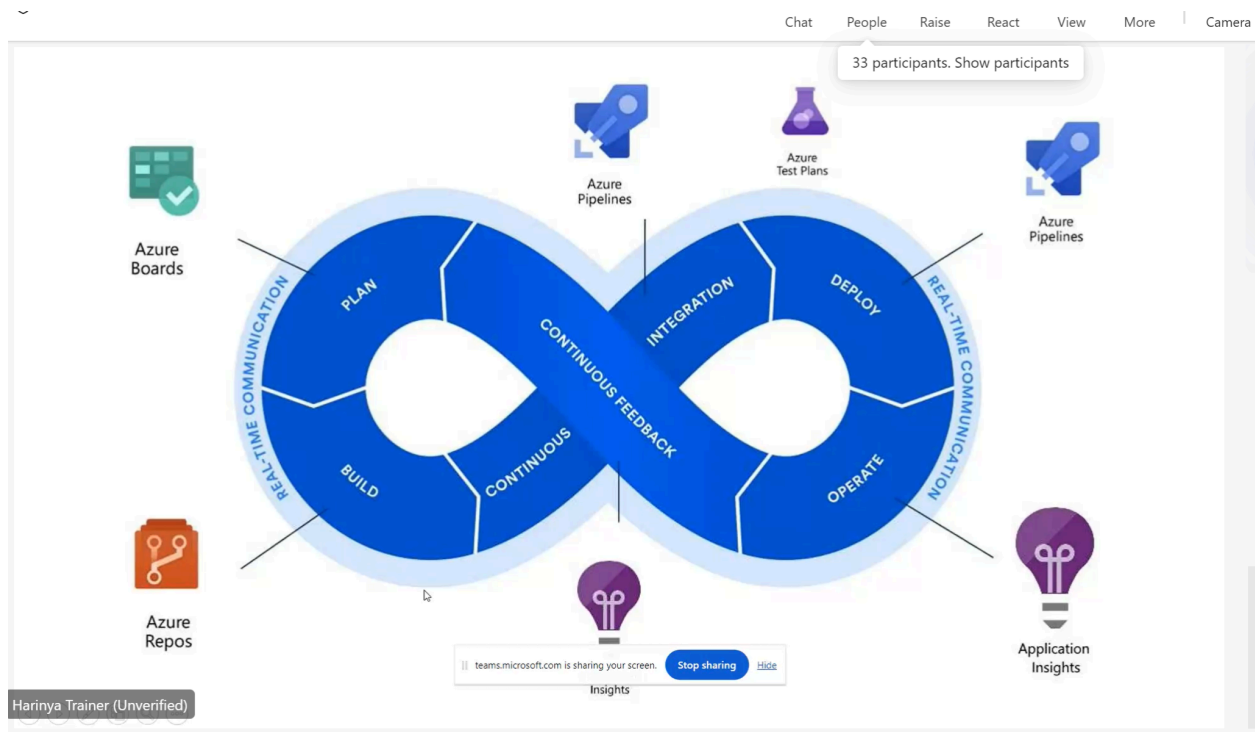 Chat People Raise React View More Camera
33 participants. Show participants
Azure
Pipelines
Azure
Test Plans
Azure
Pipelines
Azure
Boards
REAL-TIME COMMUNICATION
PLAN
BUILD
CONTINUOUS
INTEGRATION
CONTINUOUS FEEDBACK
DEPLOY
OPERATE
REAL-TIME COMMUNICATION
Azure
Repos
Application
Insights
teams.microsoft.com is sharing your screen. Stop sharing Hide
Insights
Harinya Trainer (Unverified)